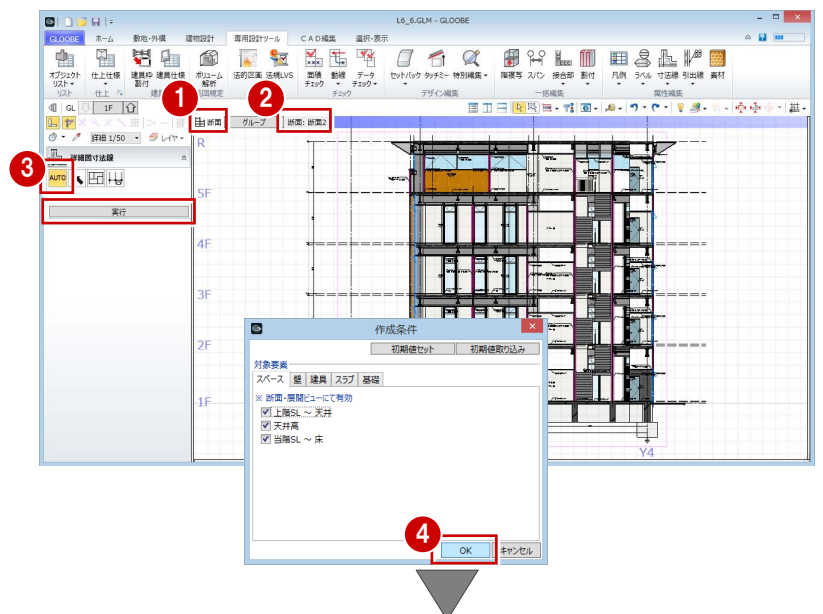 L6_6.GLM - GLOOBE
GLOOBE ホーム 敷地・外構 建物設計 専用設計ツール CAD編集 選択・表示
オブジェクトリスト 仕上仕様 建具枠割付 建具仕様 ボリューム解析 法的区画 法規LVS 面積チェック 動線 データチェック セットバック タッチミー 特別編集 階複写 スパン 接合部 割付 凡例 ラベル 寸法線 引出線 素材
リスト 仕上 チェック デザイン編集 一括編集 属性編集
GL 1F
1 2
断面 グループ 断面: 断面2
詳細 1/50 レイヤ
詳細図寸法線
3
AUTO
実行
R
5F
4F
3F
2F
1F
Y4
作成条件
初期値セット 初期値取り込み
対象要素
スペース 壁 建具 スラブ 基礎
※ 断面・展開ビューにて有効
上階SL ～ 天井
天井高
当階SL ～ 床
4
OK キャンセル